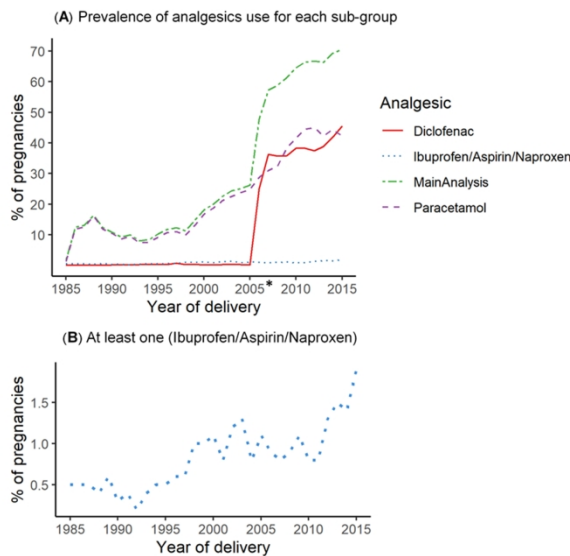 (A) Prevalence of analgesics use for each sub-group
% of pregnancies
70
60
50
40
30
20
10
1985 1990 1995 2000 2005 2010 2015
*
Year of delivery
Analgesic
Diclofenac
Ibuprofen/Aspirin/Naproxen
MainAnalysis
Paracetamol
(B) At least one (Ibuprofen/Aspirin/Naproxen)
% of pregnancies
1.5
1.0
0.5
1985 1990 1995 2000 2005 2010 2015
Year of delivery